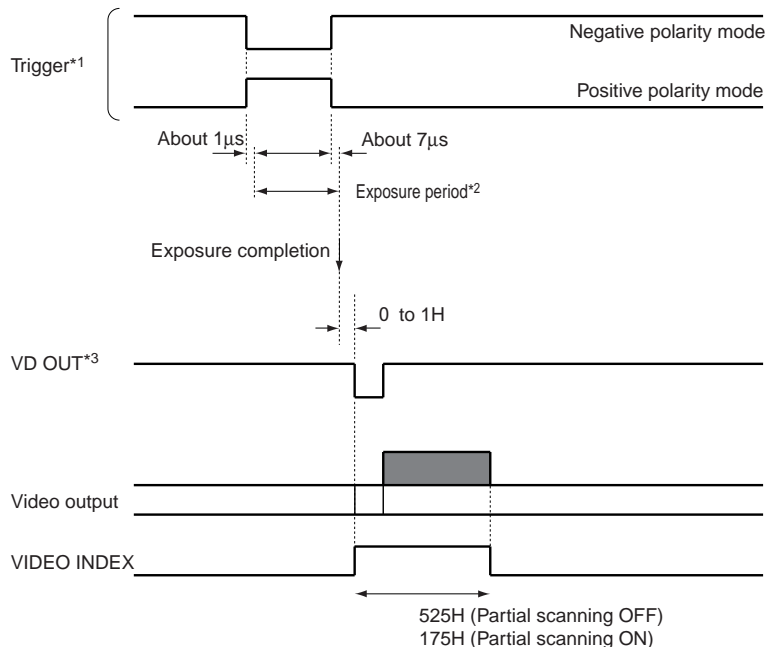 Negative polarity mode
Trigger*1
Positive polarity mode
About 1μs
About 7μs
Exposure period*2
Exposure completion
0 to 1H
VD OUT*3
Video output
VIDEO INDEX
525H (Partial scanning OFF)
175H (Partial scanning ON)